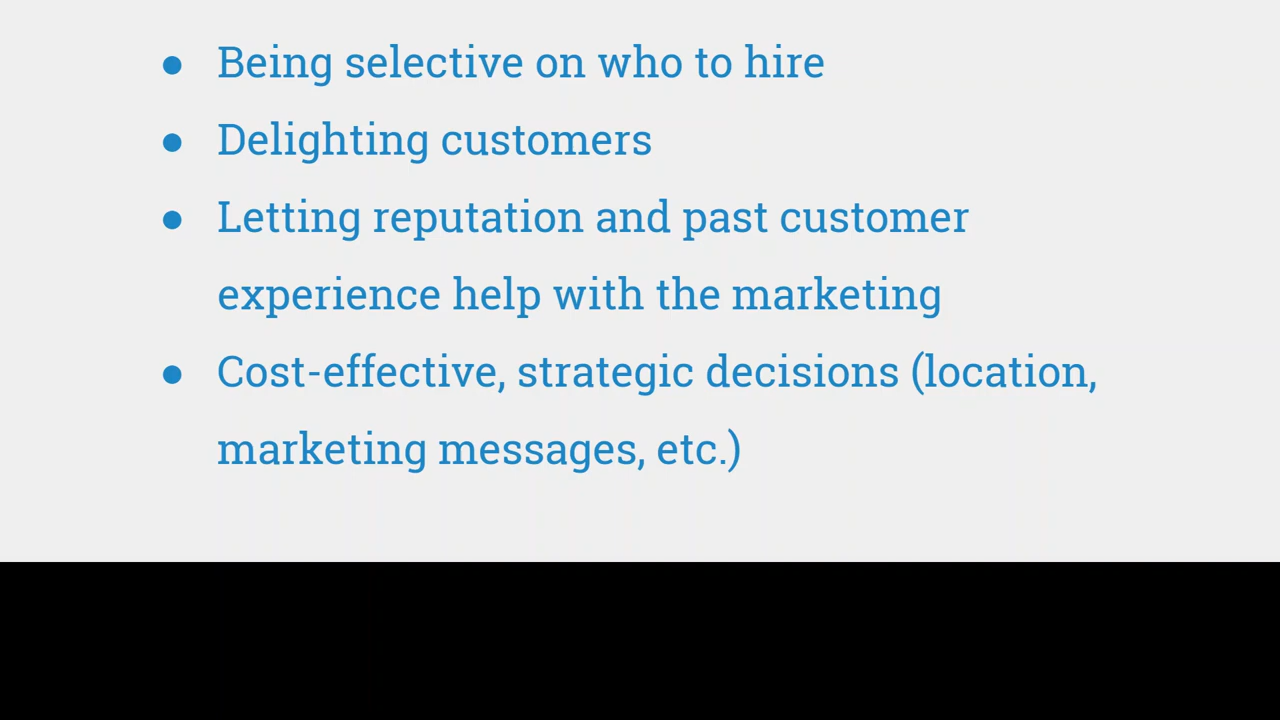 ● Being selective on who to hire
● Delighting customers
● Letting reputation and past customer
experience help with the marketing
● Cost-effective, strategic decisions (location,
marketing messages, etc.)